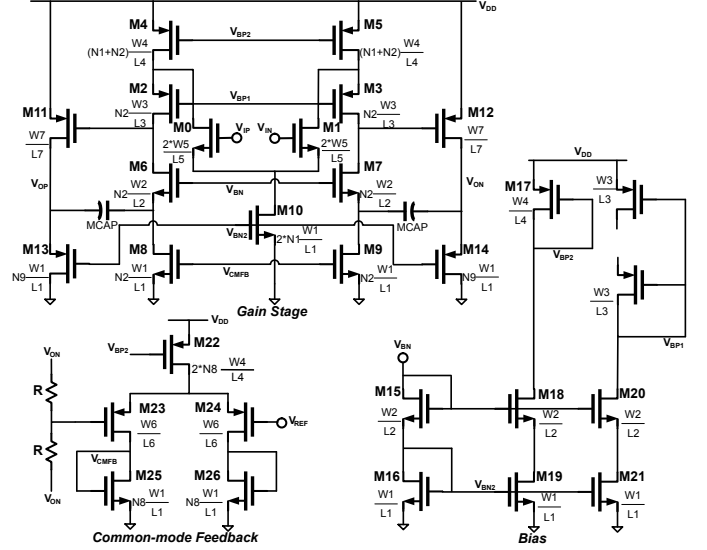 VDD
M4
(N1+N2) W4
L4
VBP2
M5
(N1+N2) W4
L4
M2
N2 W3
L3
VBP1
M3
N2 W3
L3
M11
W7
L7
M0
VIP
2*W5
L5
VIN
M1
2*W5
L5
M12
W7
L7
VOP
M6
N2 W2
L2
VBN
M7
N2 W2
L2
VON
MCAP
MCAP
M10
2*N1 W1
L1
VBN2
M13
N9 W1
L1
M8
N2 W1
L1
VCMFB
M9
N2 W1
L1
M14
N9 W1
L1
Gain Stage
VDD
VBP2
M22
2*N8 W4
L4
VON
R
R
VON
M23
W6
L6
M24
W6
L6
VREF
VCMFB
M25
N8 W1
L1
M26
N8 W1
L1
Common-mode Feedback
VDD
M17
W4
L4
W3
L3
VBP2
W3
L3
VBP1
VBN
M15
W2
L2
M18
W2
L2
M20
W2
L2
M16
W1
L1
VBN2
M19
W1
L1
M21
W1
L1
Bias